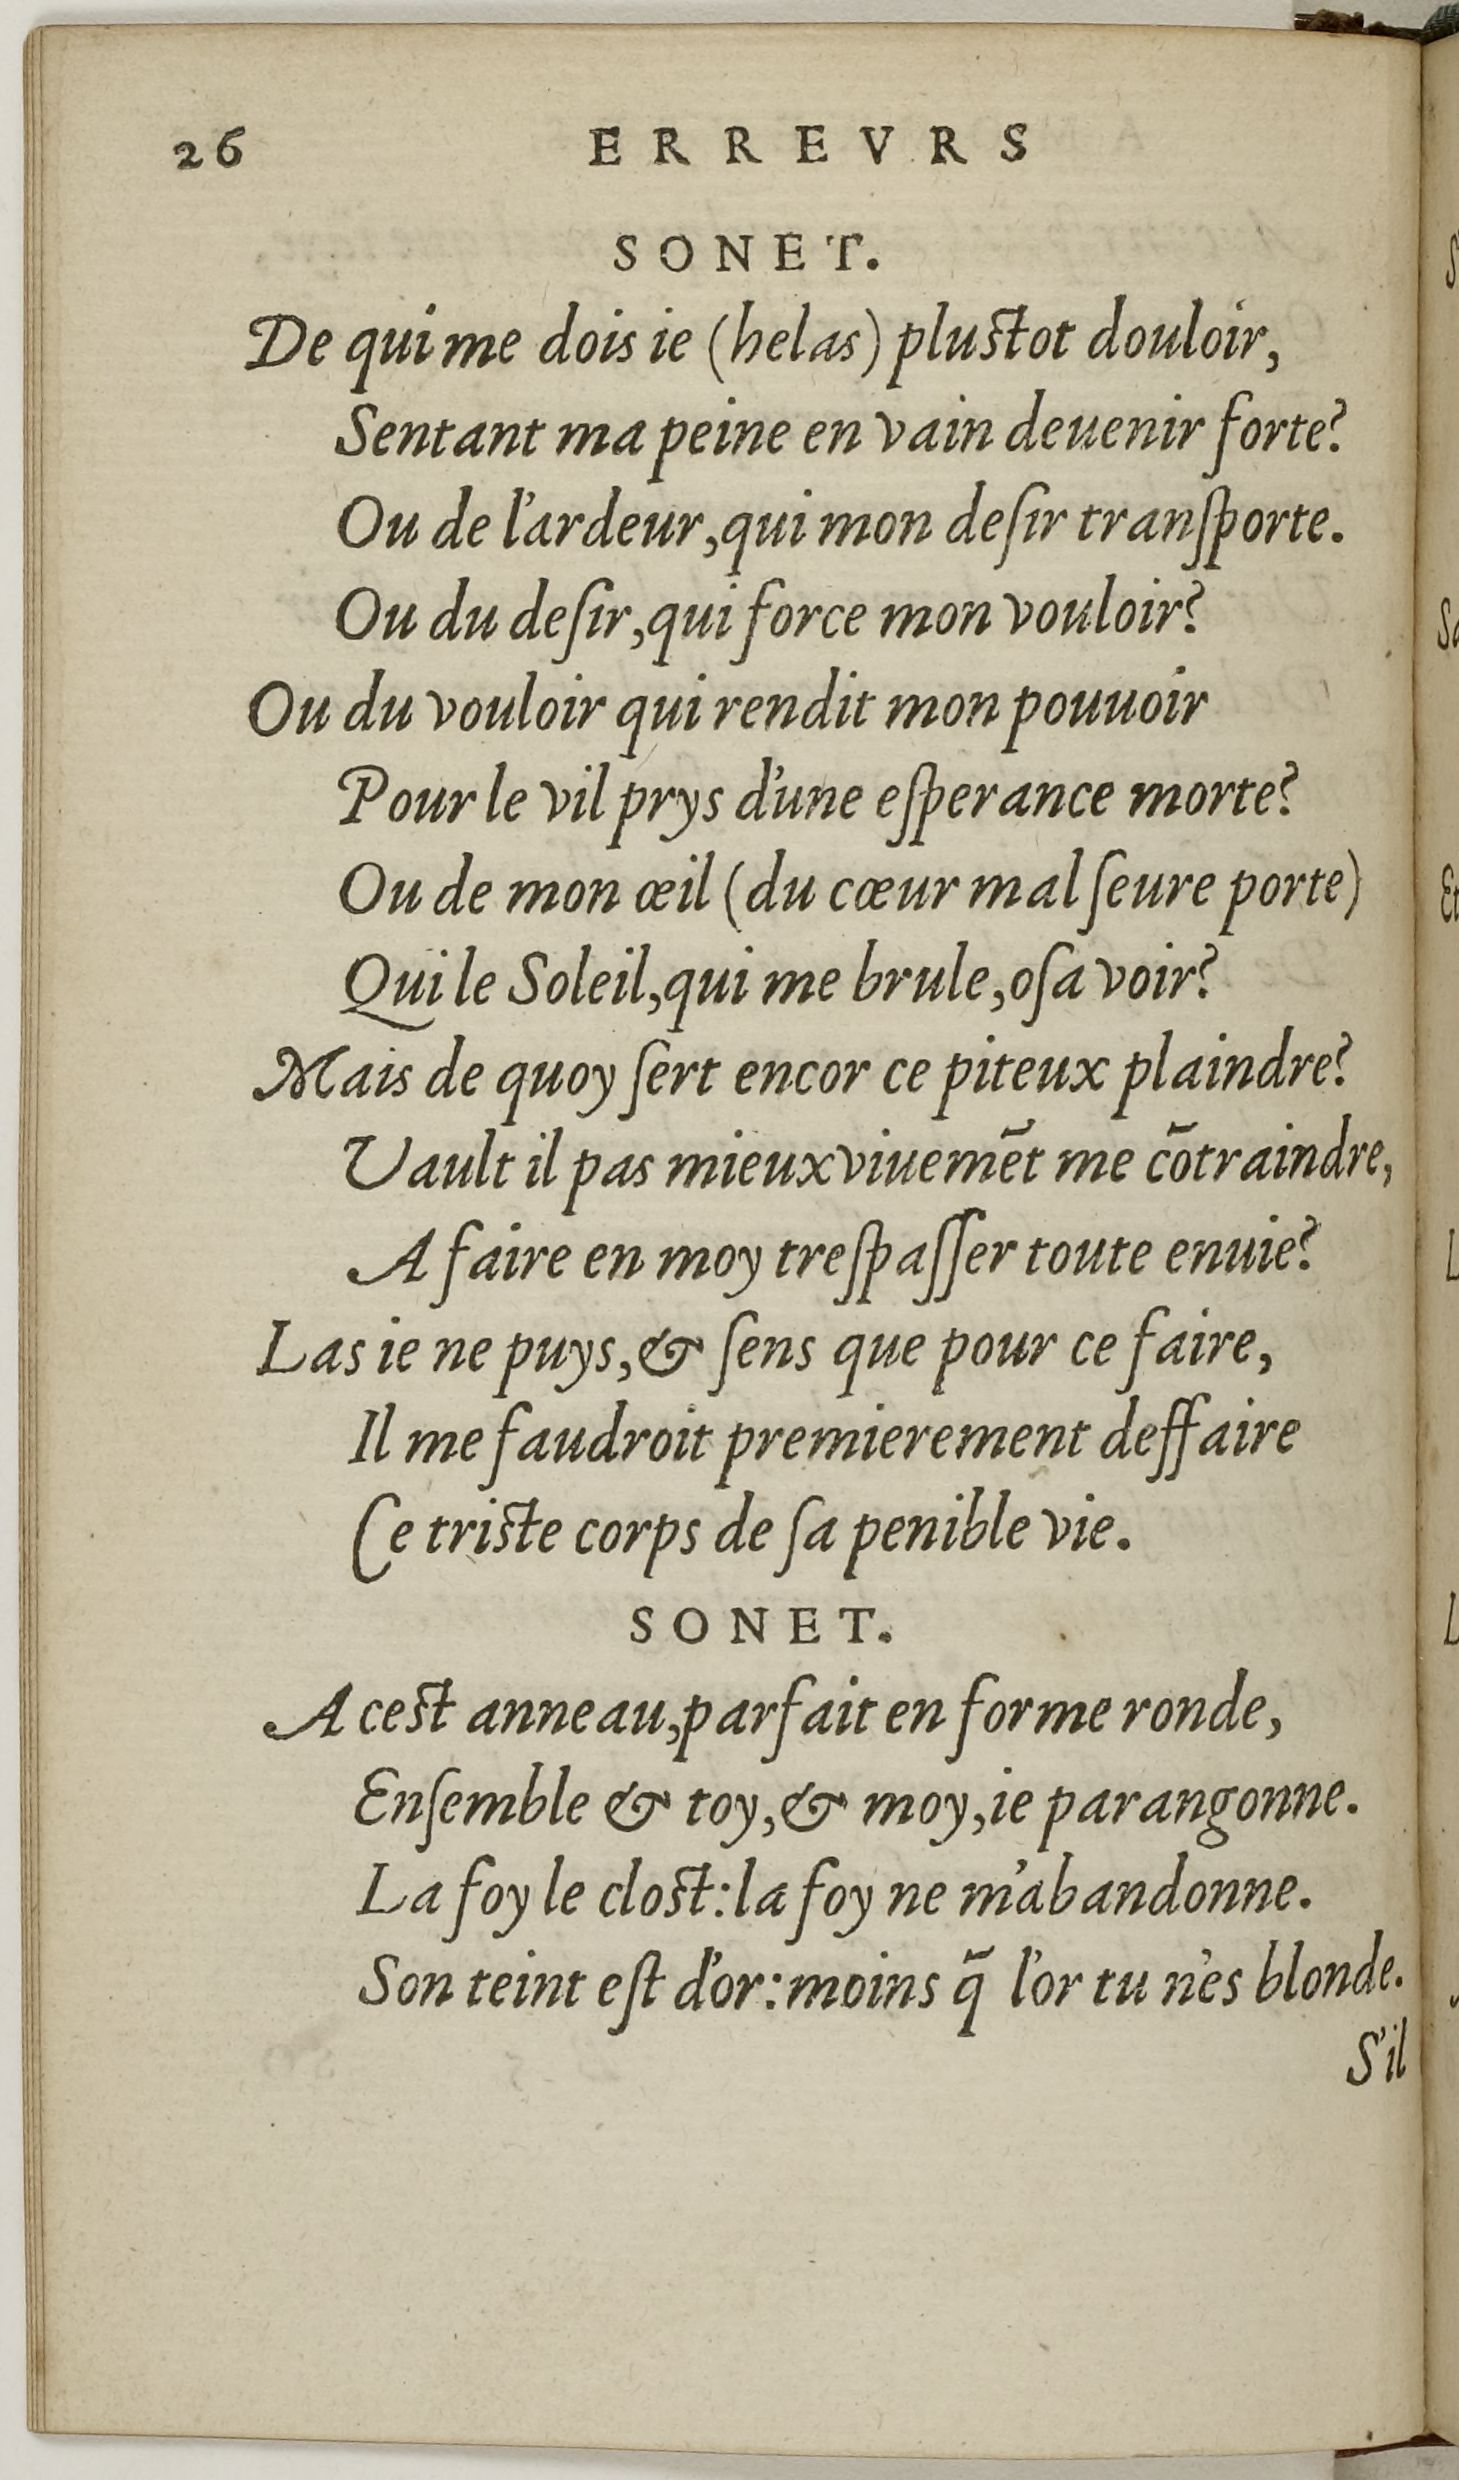 26 ERREVRS
SONET.
De qui me dois ie (helas) pluſtot douloir,
Sentant ma peine en vain deuenir forte?
Ou de l'ardeur, qui mon deſir tranſporte.
Ou du deſir, qui force mon vouloir?
Ou du vouloir qui rendit mon pouuoir
Pour le vil prys d'une eſperance morte?
Ou de mon œil (du cœur mal ſeure porte)
Qui le Soleil, qui me brule, oſa voir?
Mais de quoy ſert encor ce piteux plaindre?
Vault il pas mieux viuemẽt me cõtraindre,
A faire en moy treſpaſſer toute enuie?
Las ie ne puys, & ſens que pour ce faire,
Il me faudroit premierement deffaire
Ce triſte corps de ſa penible vie.
SONET.
A ceſt anneau, parfait en forme ronde,
Enſemble & toy, & moy, ie parangonne.
La foy le cloſt: la foy ne m'abandonne.
Son teint eſt d'or: moins q̃ l'or tu n'es blonde.
S'il